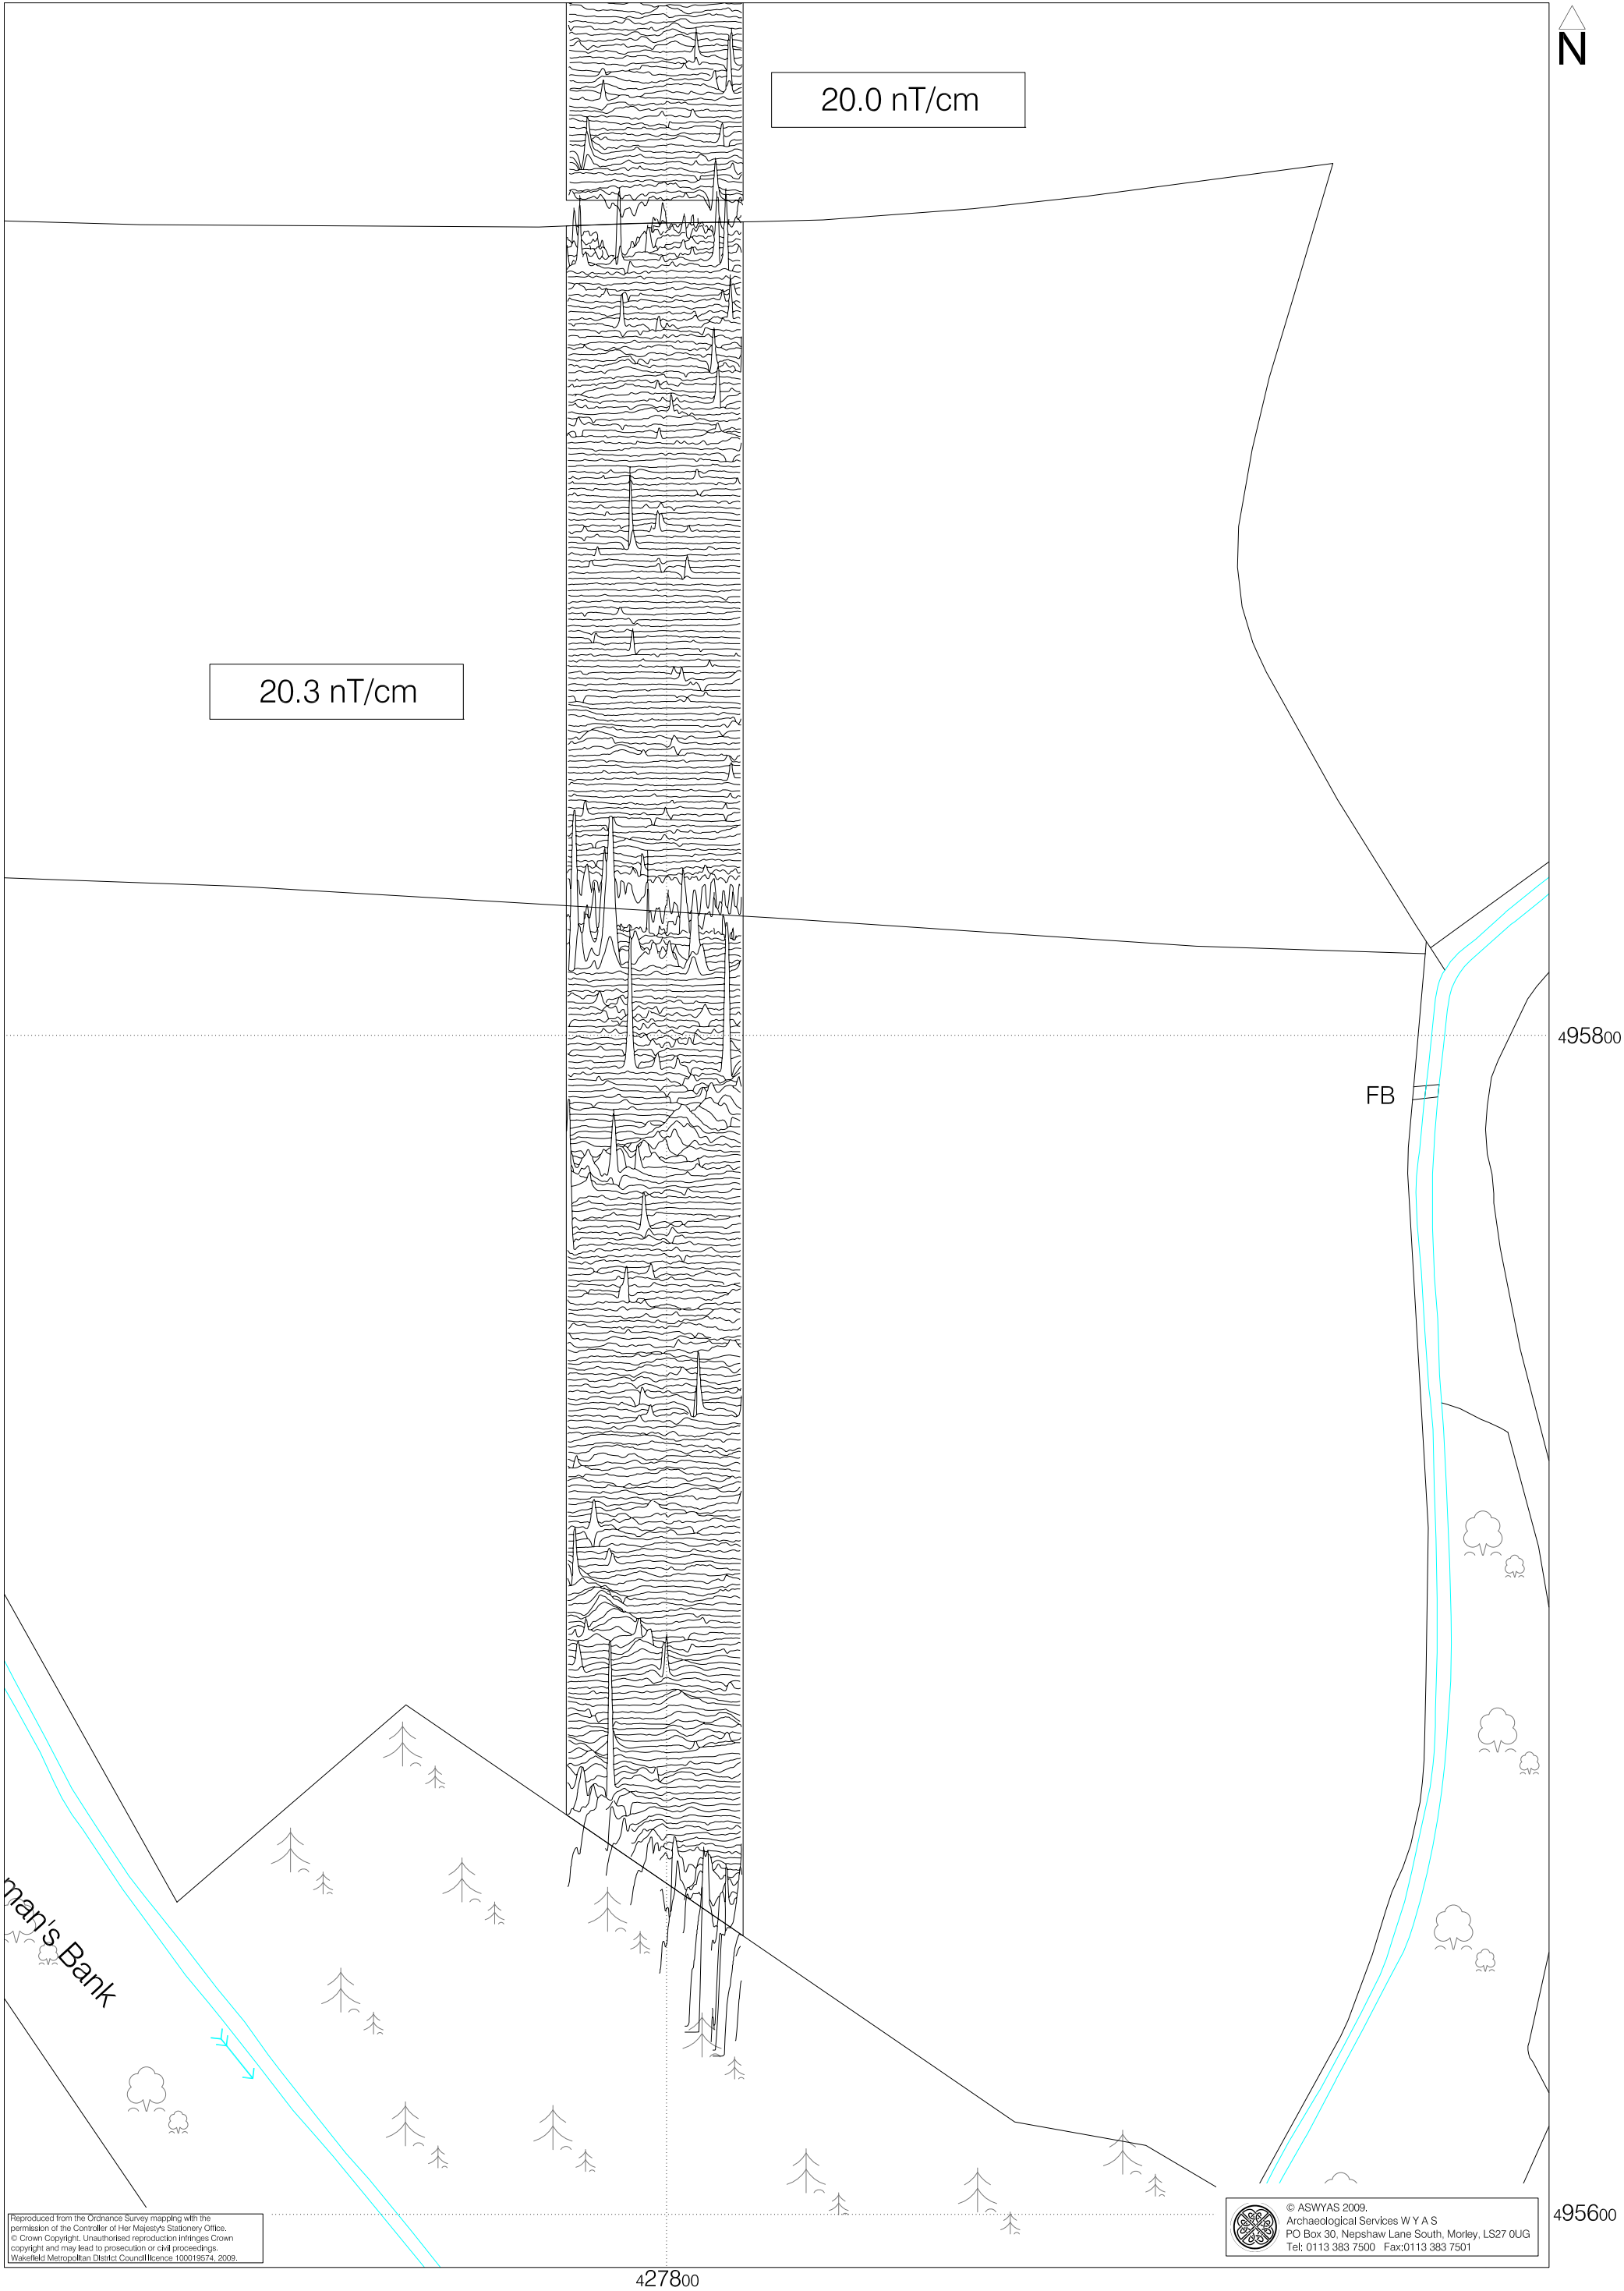 N
20.0 nT/cm
20.3 nT/cm
495800
FB
man's Bank
Reproduced from the Ordnance Survey mapping with the
permission of the Controller of Her Majesty's Stationery Office.
© Crown Copyright. Unauthorised reproduction infringes Crown
copyright and may lead to prosecution or civil proceedings.
Wakefield Metropolitan District Council licence 100019574, 2009.
© ASWYAS 2009.
Archaeological Services W Y A S
PO Box 30, Nepshaw Lane South, Morley, LS27 0UG
Tel: 0113 383 7500 Fax:0113 383 7501
495600
427800